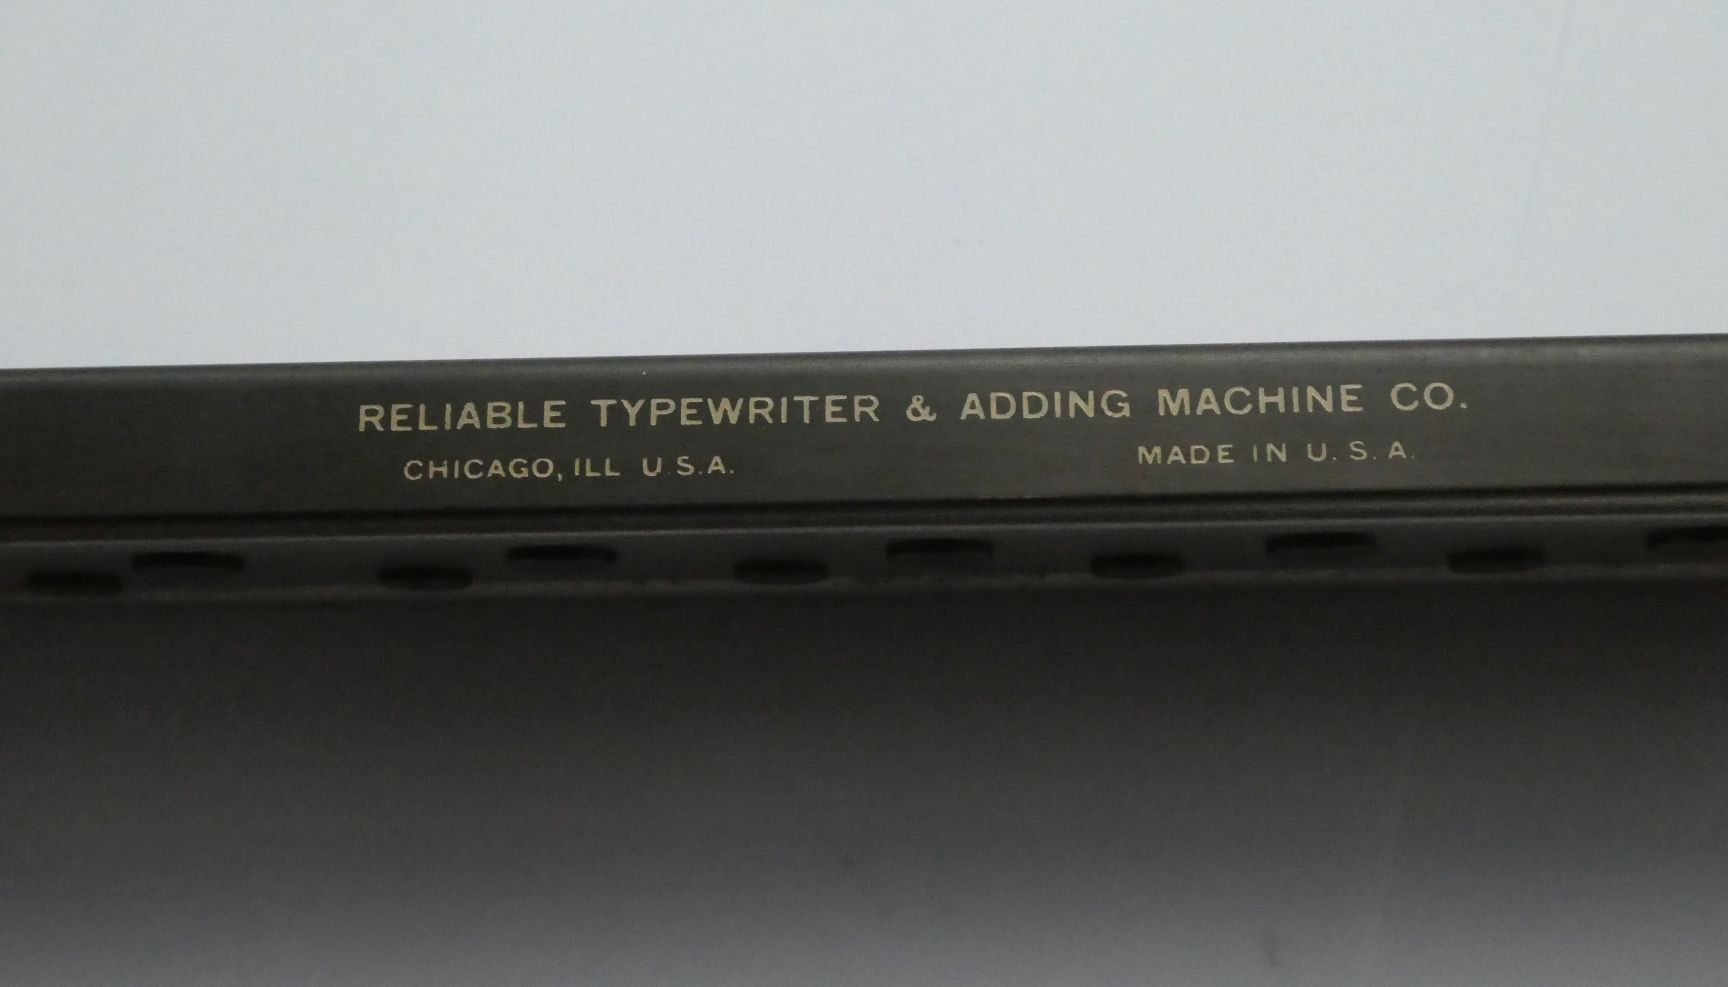 RELIABLE TYPEWRITER & ADDING MACHINE CO.
CHICAGO, ILL U.S.A. MADE IN U.S.A.